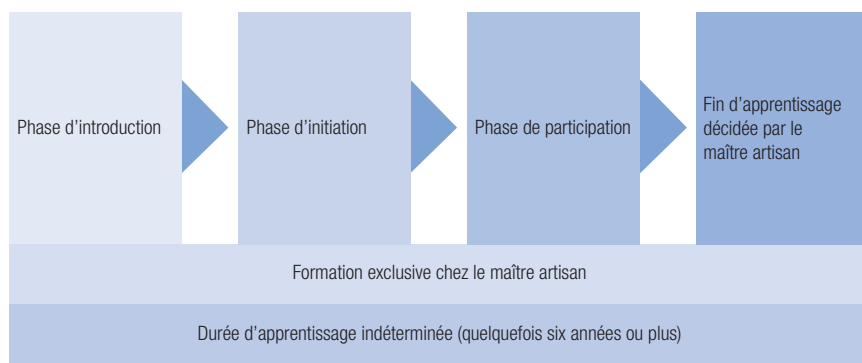 Phase d'introduction
Phase d'initiation
Phase de participation
Fin d'apprentissage
décidée par le
maître artisan
Formation exclusive chez le maître artisan
Durée d'apprentissage indéterminée (quelquefois six années ou plus)